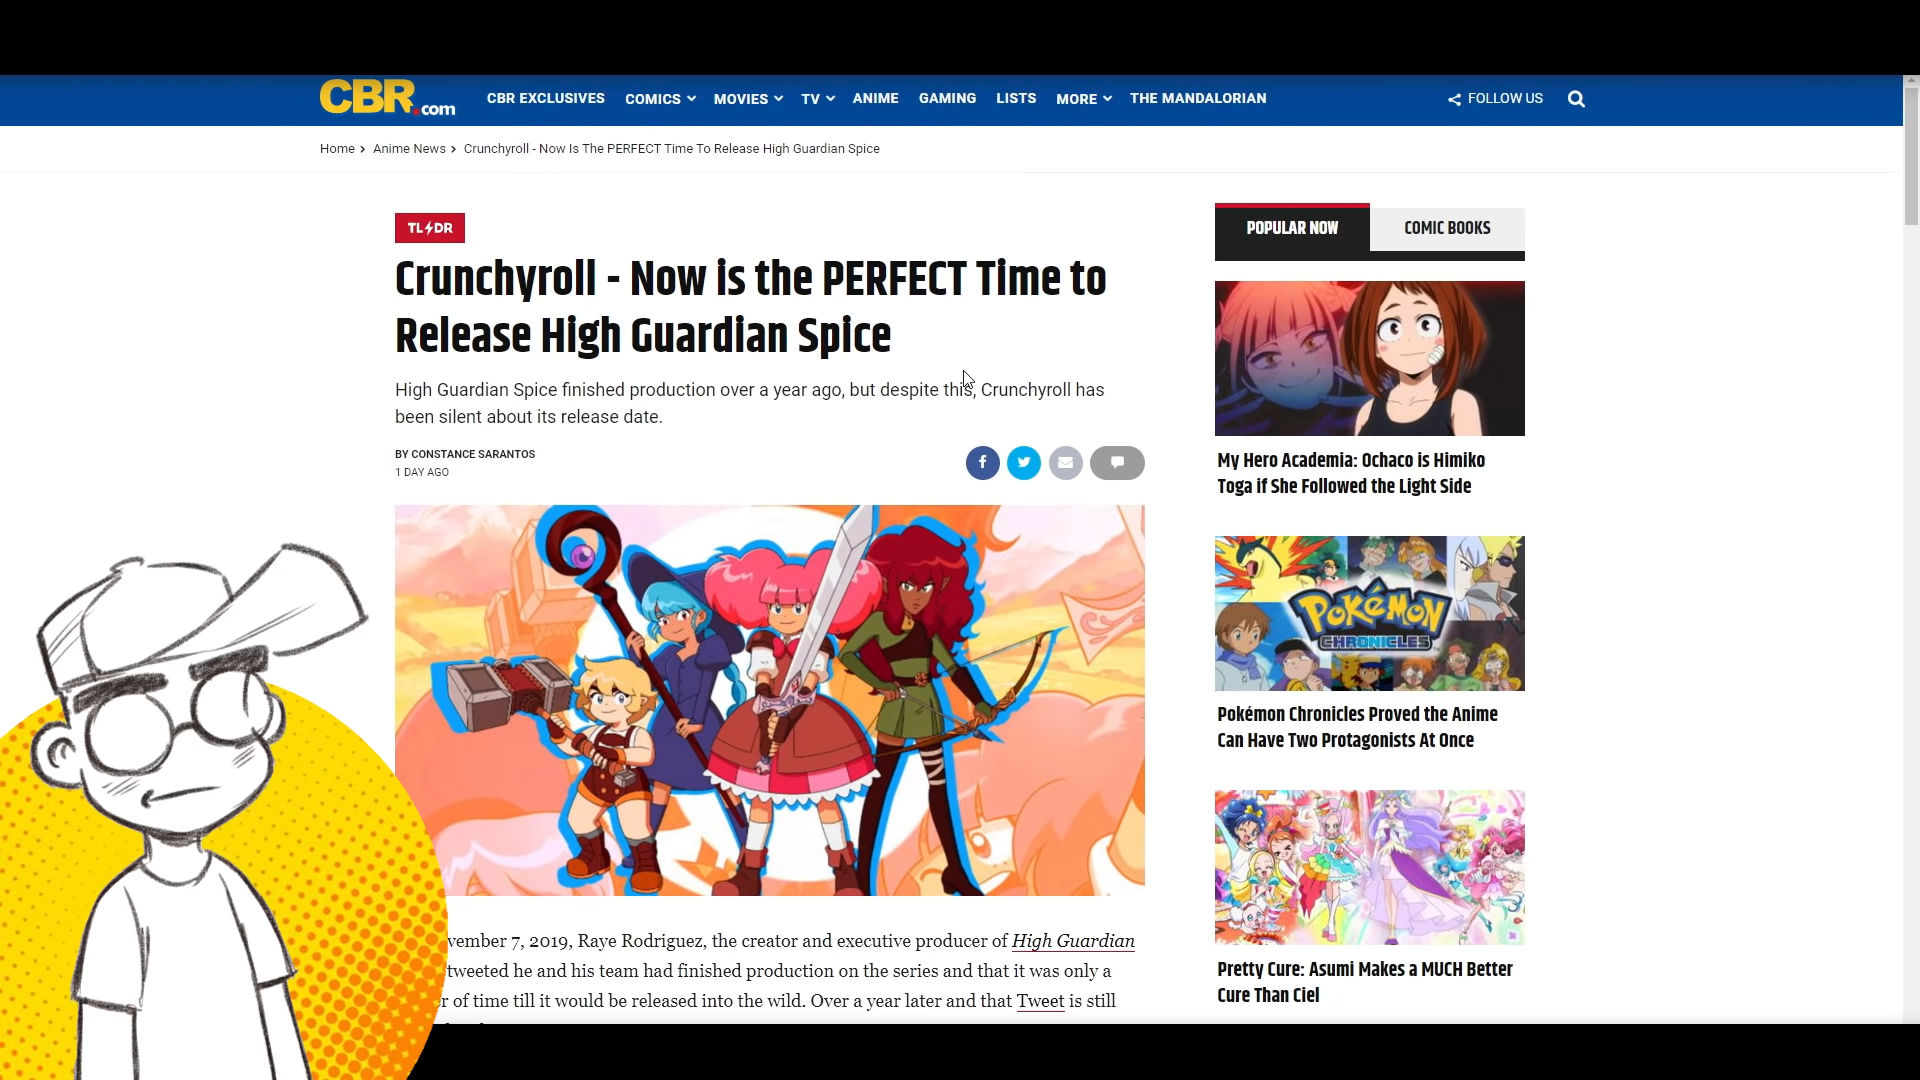 CBR.com
CBR EXCLUSIVES COMICS MOVIES TV ANIME GAMING LISTS MORE THE MANDALORIAN
FOLLOW US
Home › Anime News › Crunchyroll - Now Is The PERFECT Time To Release High Guardian Spice
TL DR
Crunchyroll - Now is the PERFECT Time to
Release High Guardian Spice
High Guardian Spice finished production over a year ago, but despite this, Crunchyroll has
been silent about its release date.
BY CONSTANCE SARANTOS
1 DAY AGO
vember 7, 2019, Raye Rodriguez, the creator and executive producer of High Guardian
tweeted he and his team had finished production on the series and that it was only a
r of time till it would be released into the wild. Over a year later and that Tweet is still
POPULAR NOW
COMIC BOOKS
My Hero Academia: Ochaco is Himiko
Toga if She Followed the Light Side
POKéMON
CHRONICLES
Pokémon Chronicles Proved the Anime
Can Have Two Protagonists At Once
Pretty Cure: Asumi Makes a MUCH Better
Cure Than Ciel